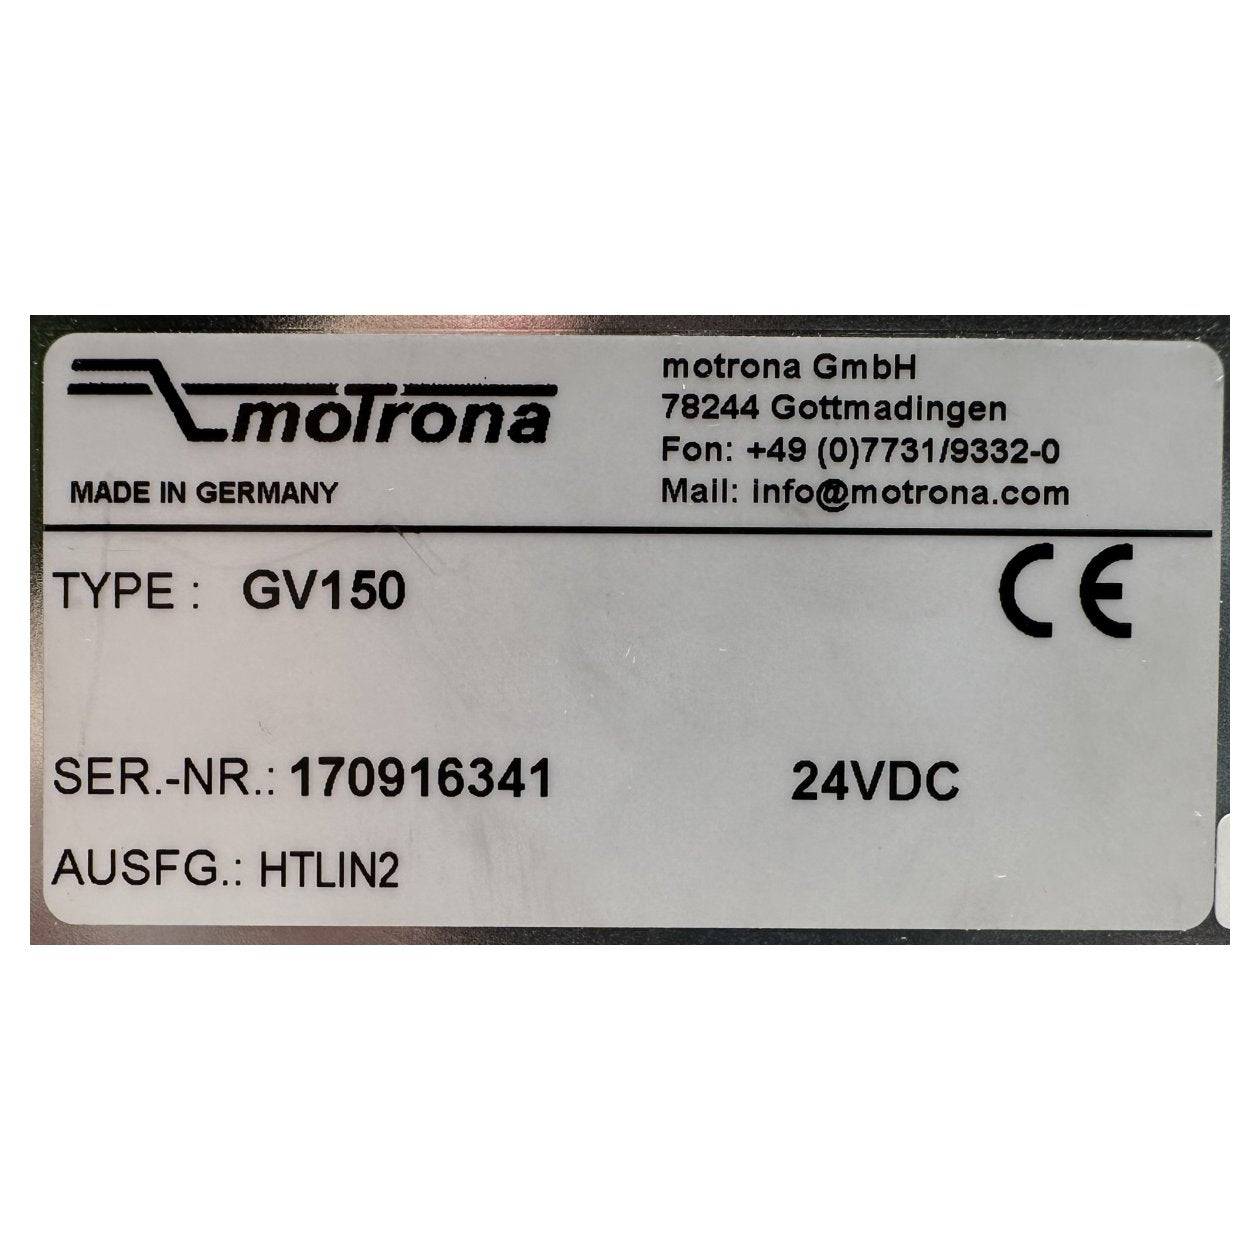 moTrona
MADE IN GERMANY
motrona GmbH
78244 Gottmadingen
Fon: +49 (0)7731/9332-0
Mail: info@motrona.com
TYPE : GV150
CE
SER.-NR.: 170916341
24VDC
AUSFG.: HTLIN2